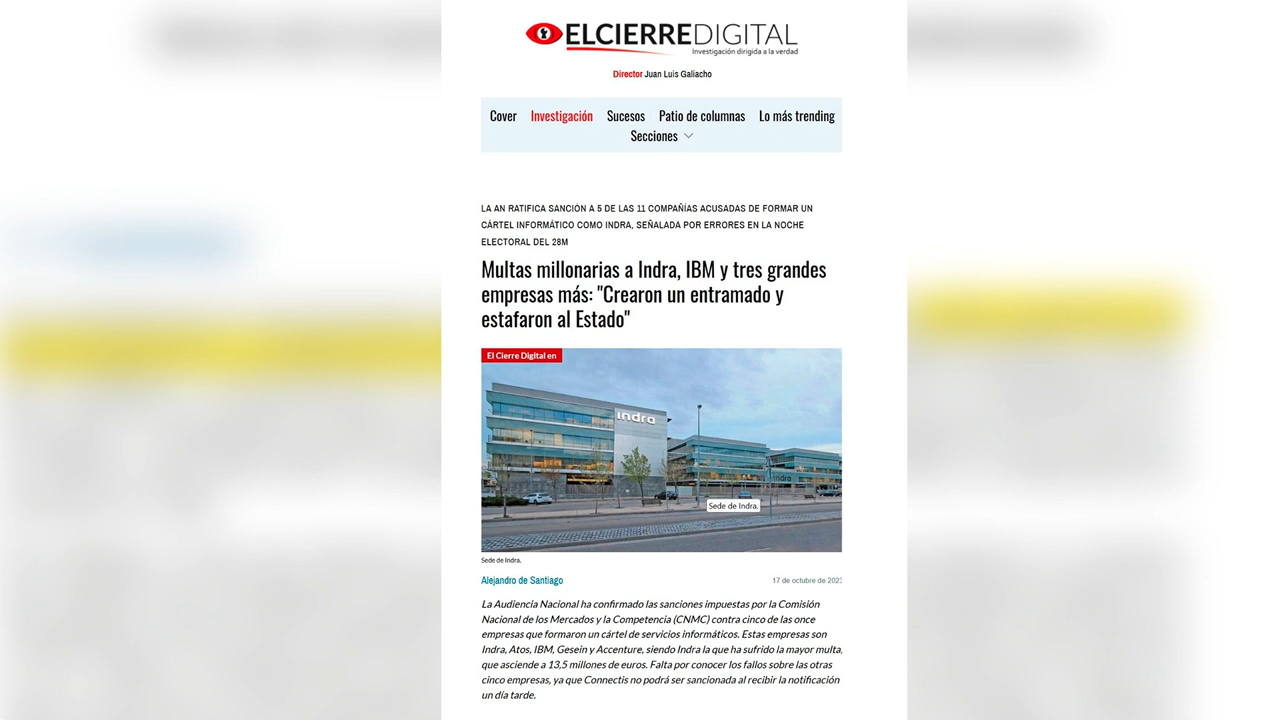 ELCIERREDIGITAL
Investigación dirigida a la verdad
Director Juan Luis Galiacho
Cover Investigación Sucesos Patio de columnas Lo más trending
Secciones
LA AN RATIFICA SANCIÓN A 5 DE LAS 11 COMPAÑÍAS ACUSADAS DE FORMAR UN
CÁRTEL INFORMÁTICO COMO INDRA, SEÑALADA POR ERRORES EN LA NOCHE
ELECTORAL DEL 28M
Multas millonarias a Indra, IBM y tres grandes
empresas más: "Crearon un entramado y
estafaron al Estado"
El Cierre Digital en
indra
indra
Sede de Indra.
Sede de Indra.
Alejandro de Santiago 17 de octubre de 2023
La Audiencia Nacional ha confirmado las sanciones impuestas por la Comisión
Nacional de los Mercados y la Competencia (CNMC) contra cinco de las once
empresas que formaron un cártel de servicios informáticos. Estas empresas son
Indra, Atos, IBM, Gesein y Accenture, siendo Indra la que ha sufrido la mayor multa,
que asciende a 13,5 millones de euros. Falta por conocer los fallos sobre las otras
cinco empresas, ya que Connectis no podrá ser sancionada al recibir la notificación
un día tarde.